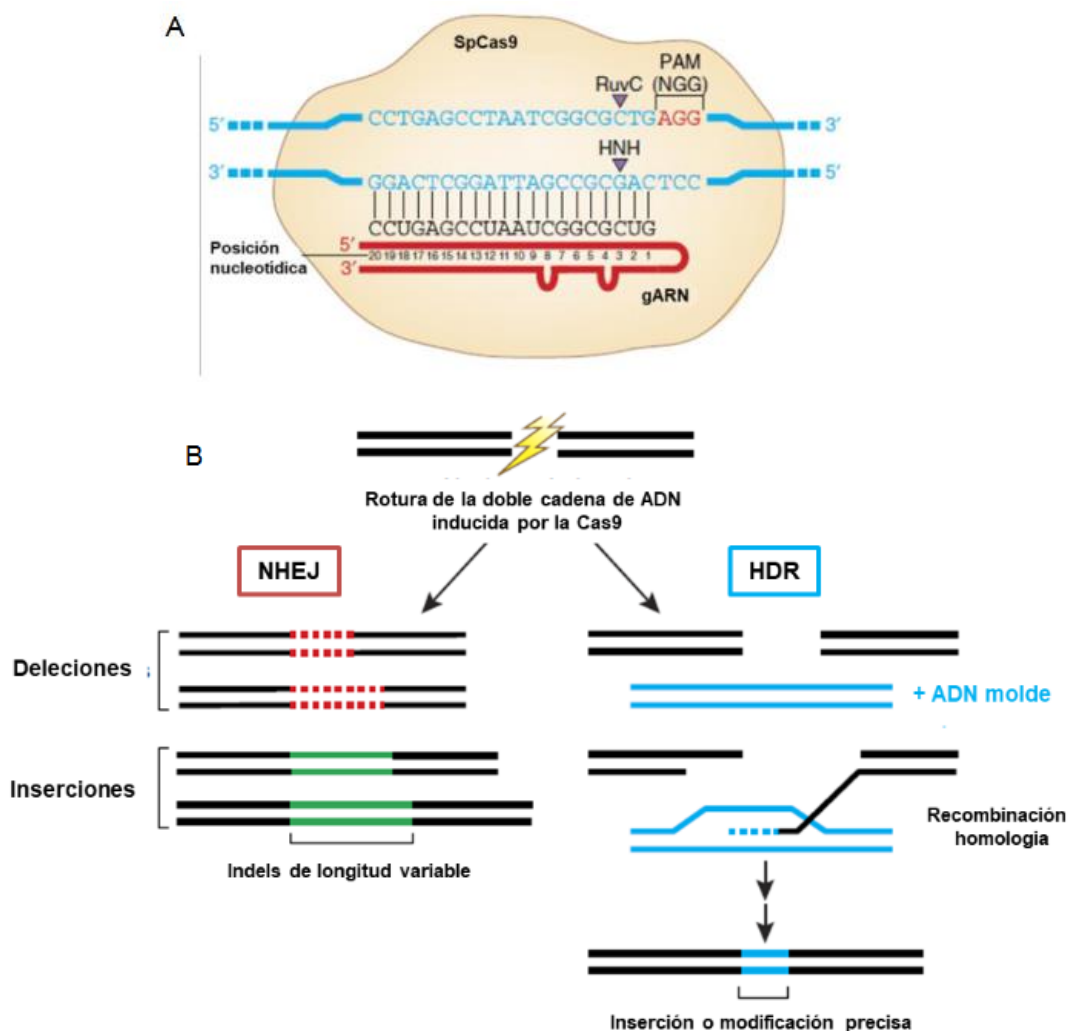 A
SpCas9
PAM
(NGG)
RuvC
5′ CCTGAGCCTAATCGGCGCTGAGG 3′
HNH
3′ GGACTCGGATTAGCCGCGACTCC 5′
CCUGAGCCUAAUCGGCGCUG
Posición
nucleotídica
5′
20 19 18 17 16 15 14 13 12 11 10 9 8 7 6 5 4 3 2 1
3′
gARN
B
Rotura de la doble cadena de ADN
inducida por la Cas9
NHEJ
HDR
Deleciones
+ ADN molde
Inserciones
Recombinación
homologia
Indels de longitud variable
Inserción o modificación precisa